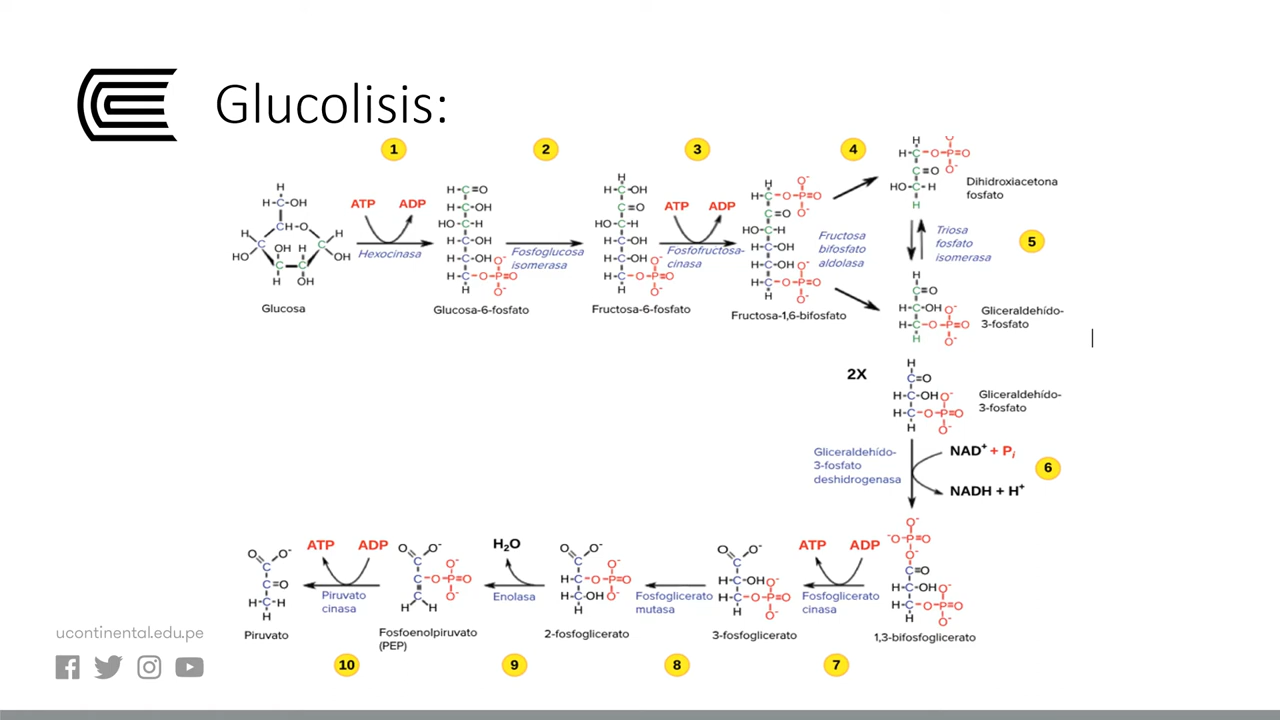 Glucolisis:
1
2
3
4
ATP
ADP
Hexocinasa
Glucosa
Fosfoglucosa
isomerasa
Glucosa-6-fosfato
ATP
ADP
Fosfofructosa-
cinasa
Fructosa-6-fosfato
Fructosa
bifosfato
aldolasa
Fructosa-1,6-bifosfato
Dihidroxiacetona
fosfato
Triosa
fosfato
isomerasa
5
Gliceraldehído-
3-fosfato
2X
Gliceraldehído-
3-fosfato
Gliceraldehído-
3-fosfato
deshidrogenasa
NAD+ + Pi
6
NADH + H+
ATP
ADP
Piruvato
cinasa
Piruvato
Fosfoenolpiruvato
(PEP)
H2O
Enolasa
2-fosfoglicerato
Fosfoglicerato
mutasa
3-fosfoglicerato
ATP
ADP
Fosfoglicerato
cinasa
1,3-bifosfoglicerato
10
9
8
7
ucontinental.edu.pe